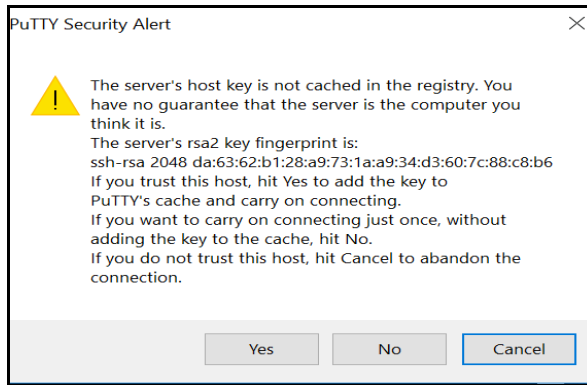 PuTTY Security Alert
The server's host key is not cached in the registry. You
have no guarantee that the server is the computer you
think it is.
The server's rsa2 key fingerprint is:
ssh-rsa 2048 da:63:62:b1:28:a9:73:1a:a9:34:d3:60:7c:88:c8:b6
If you trust this host, hit Yes to add the key to
PuTTY's cache and carry on connecting.
If you want to carry on connecting just once, without
adding the key to the cache, hit No.
If you do not trust this host, hit Cancel to abandon the
connection.
Yes No Cancel